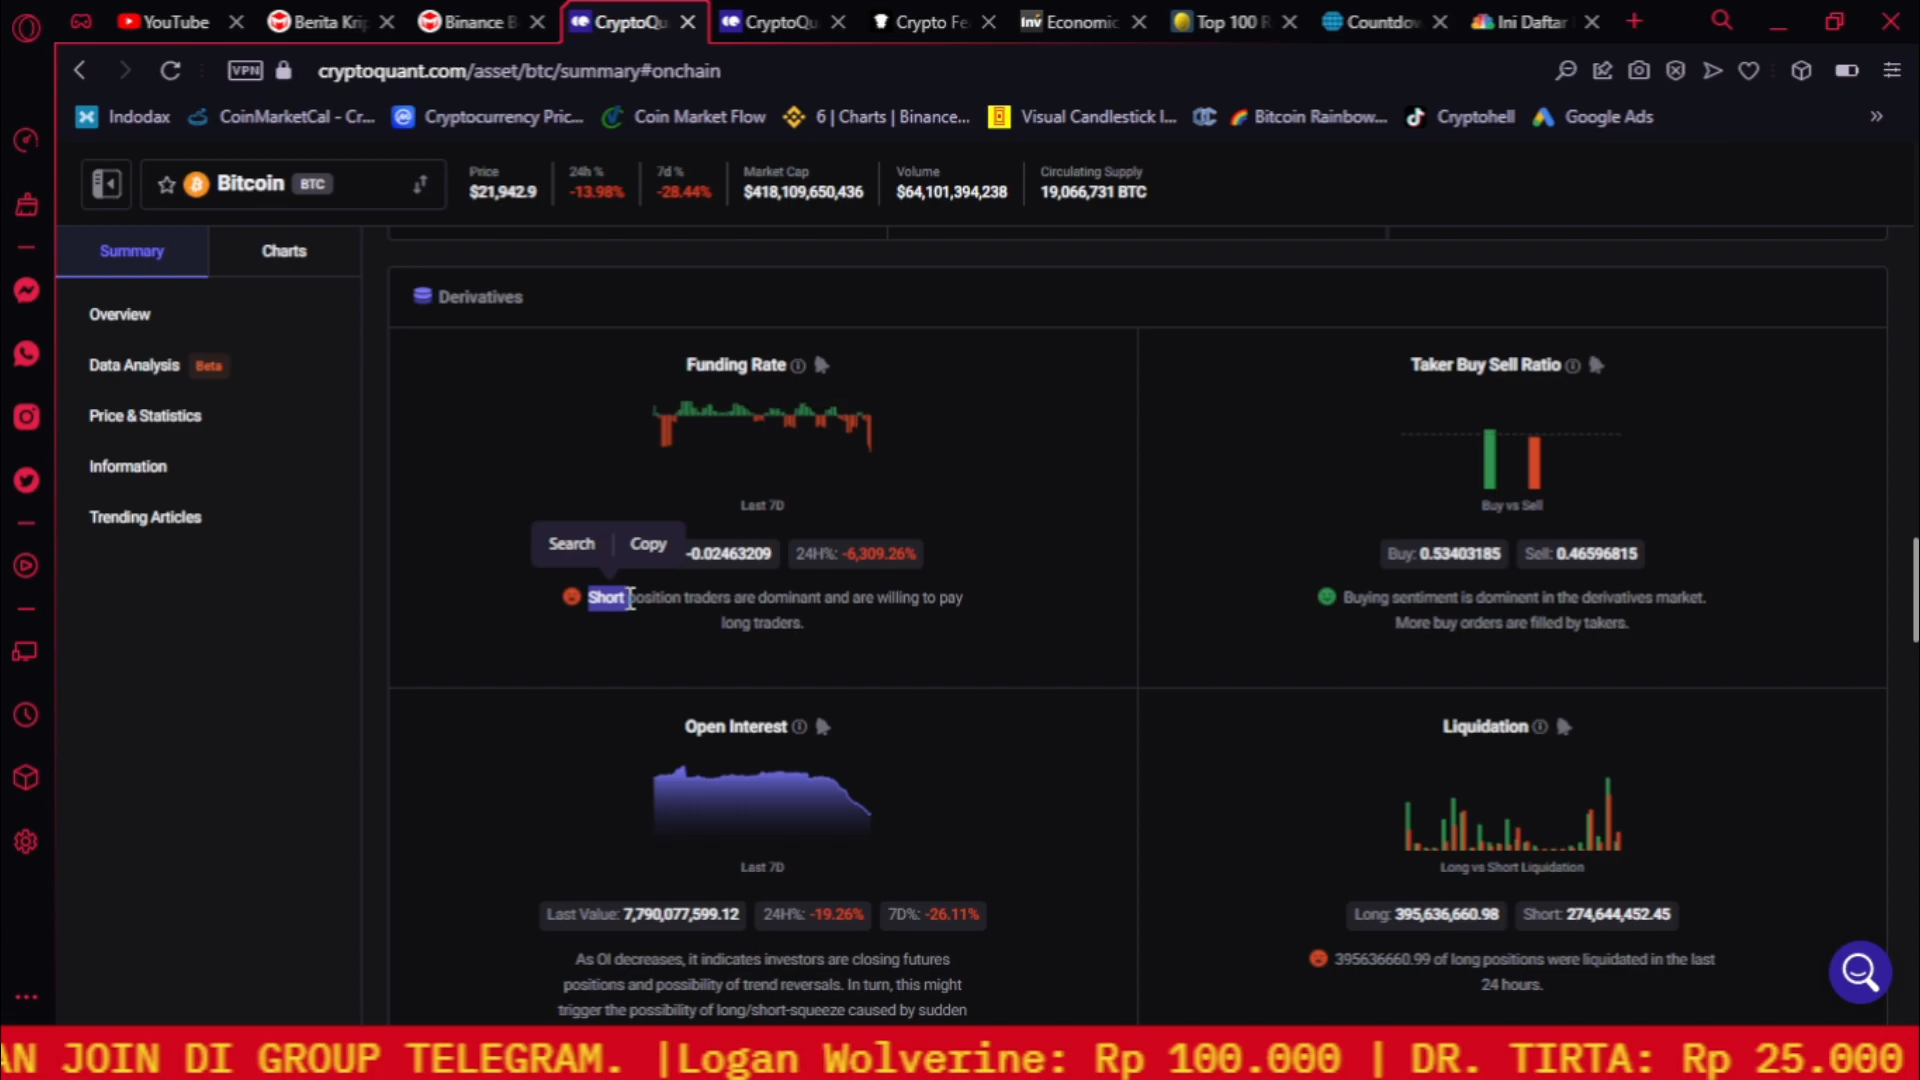 YouTube
Berita Krip
Binance B
CryptoQu
CryptoQu
Crypto Fe
Inv Economic
Top 100 R
Countdow
Ini Daftar
VPN
cryptoquant.com/asset/btc/summary#onchain
Indodax
CoinMarketCal - Cr...
Cryptocurrency Pric...
Coin Market Flow
6 | Charts | Binance...
Visual Candlestick I...
Bitcoin Rainbow...
Cryptohell
Google Ads
»
Bitcoin BTC
Price
$21,942.9
24h %
-13.98%
7d %
-28.44%
Market Cap
$418,109,650,436
Volume
$64,101,394,238
Circulating Supply
19,066,731 BTC
Summary
Charts
Overview
Data Analysis Beta
Price & Statistics
Information
Trending Articles
Derivatives
Funding Rate
Last 7D
Search Copy
-0.02463209
24H%: -6,309.26%
Short position traders are dominant and are willing to pay
long traders.
Taker Buy Sell Ratio
Buy vs Sell
Buy: 0.53403185
Sell: 0.46596815
Buying sentiment is dominent in the derivatives market.
More buy orders are filled by takers.
Open Interest
Last 7D
Last Value: 7,790,077,599.12
24H%: -19.26%
7D%: -26.11%
As OI decreases, it indicates investors are closing futures
positions and possibility of trend reversals. In turn, this might
trigger the possibility of long/short-squeeze caused by sudden
Liquidation
Long vs Short Liquidation
Long: 395,636,660.98
Short: 274,644,452.45
395636660.99 of long positions were liquidated in the last
24 hours.
AN JOIN DI GROUP TELEGRAM. |Logan Wolverine: Rp 100.000 | DR. TIRTA: Rp 25.000